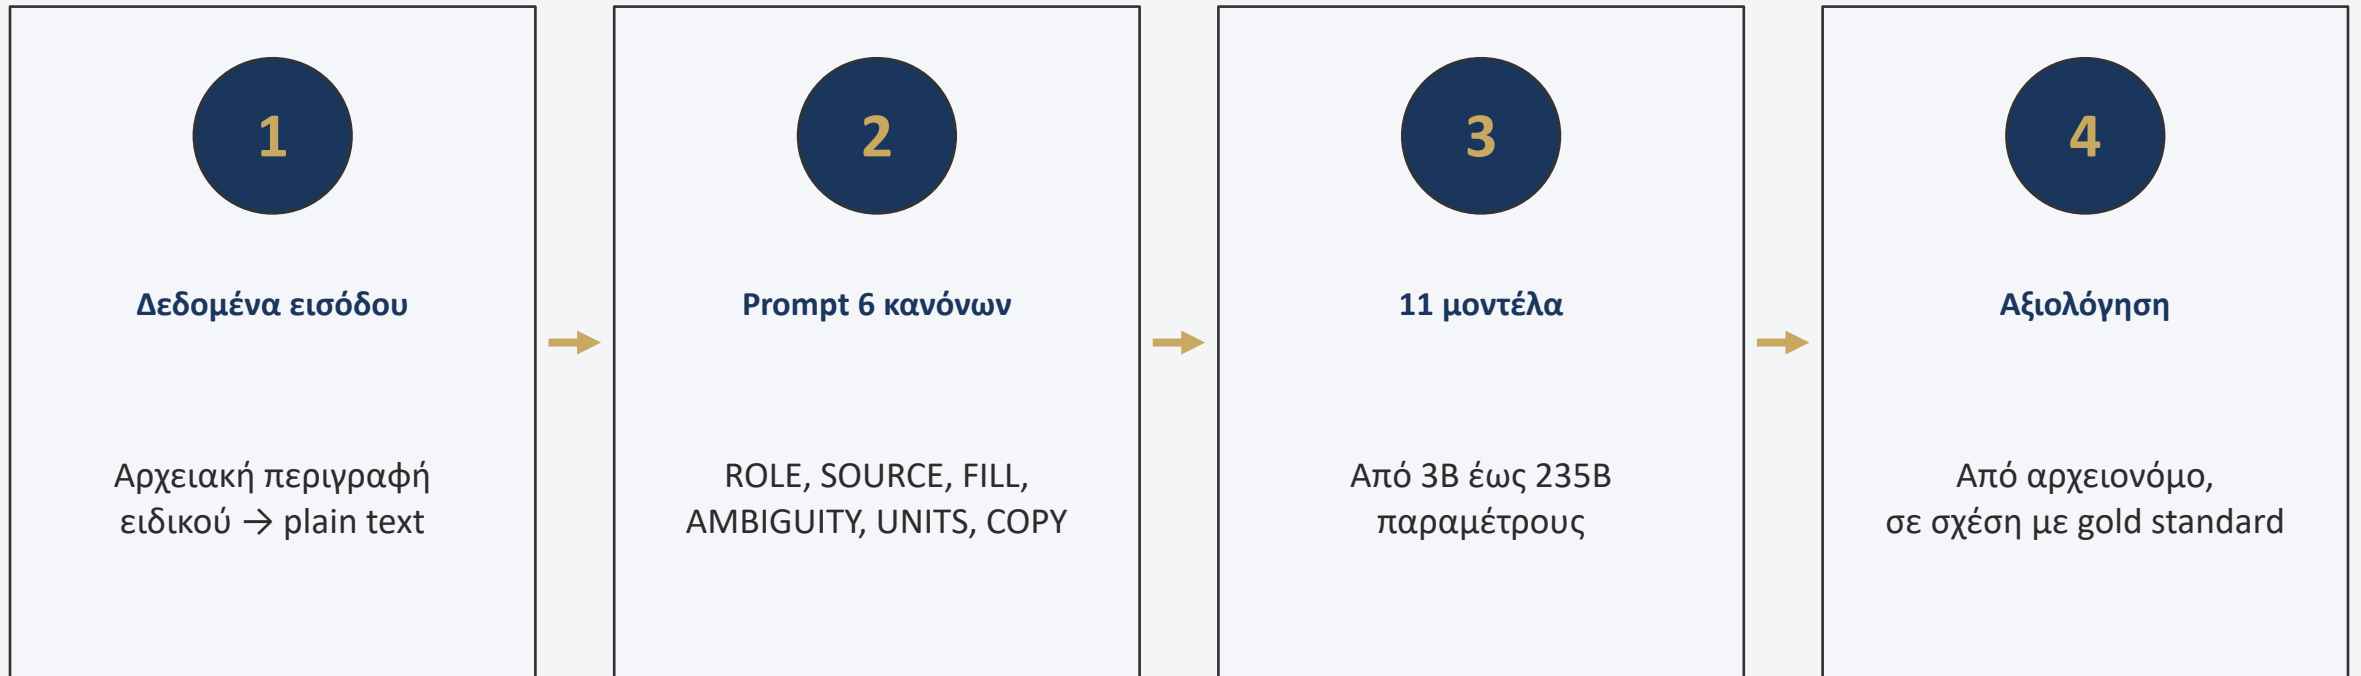 1
Δεδομένα εισόδου
Αρχειακή περιγραφή
ειδικού → plain text
2
Prompt 6 κανόνων
ROLE, SOURCE, FILL,
AMBIGUITY, UNITS, COPY
3
11 μοντέλα
Από 3B έως 235B
παραμέτρους
4
Αξιολόγηση
Από αρχειονόμο,
σε σχέση με gold standard